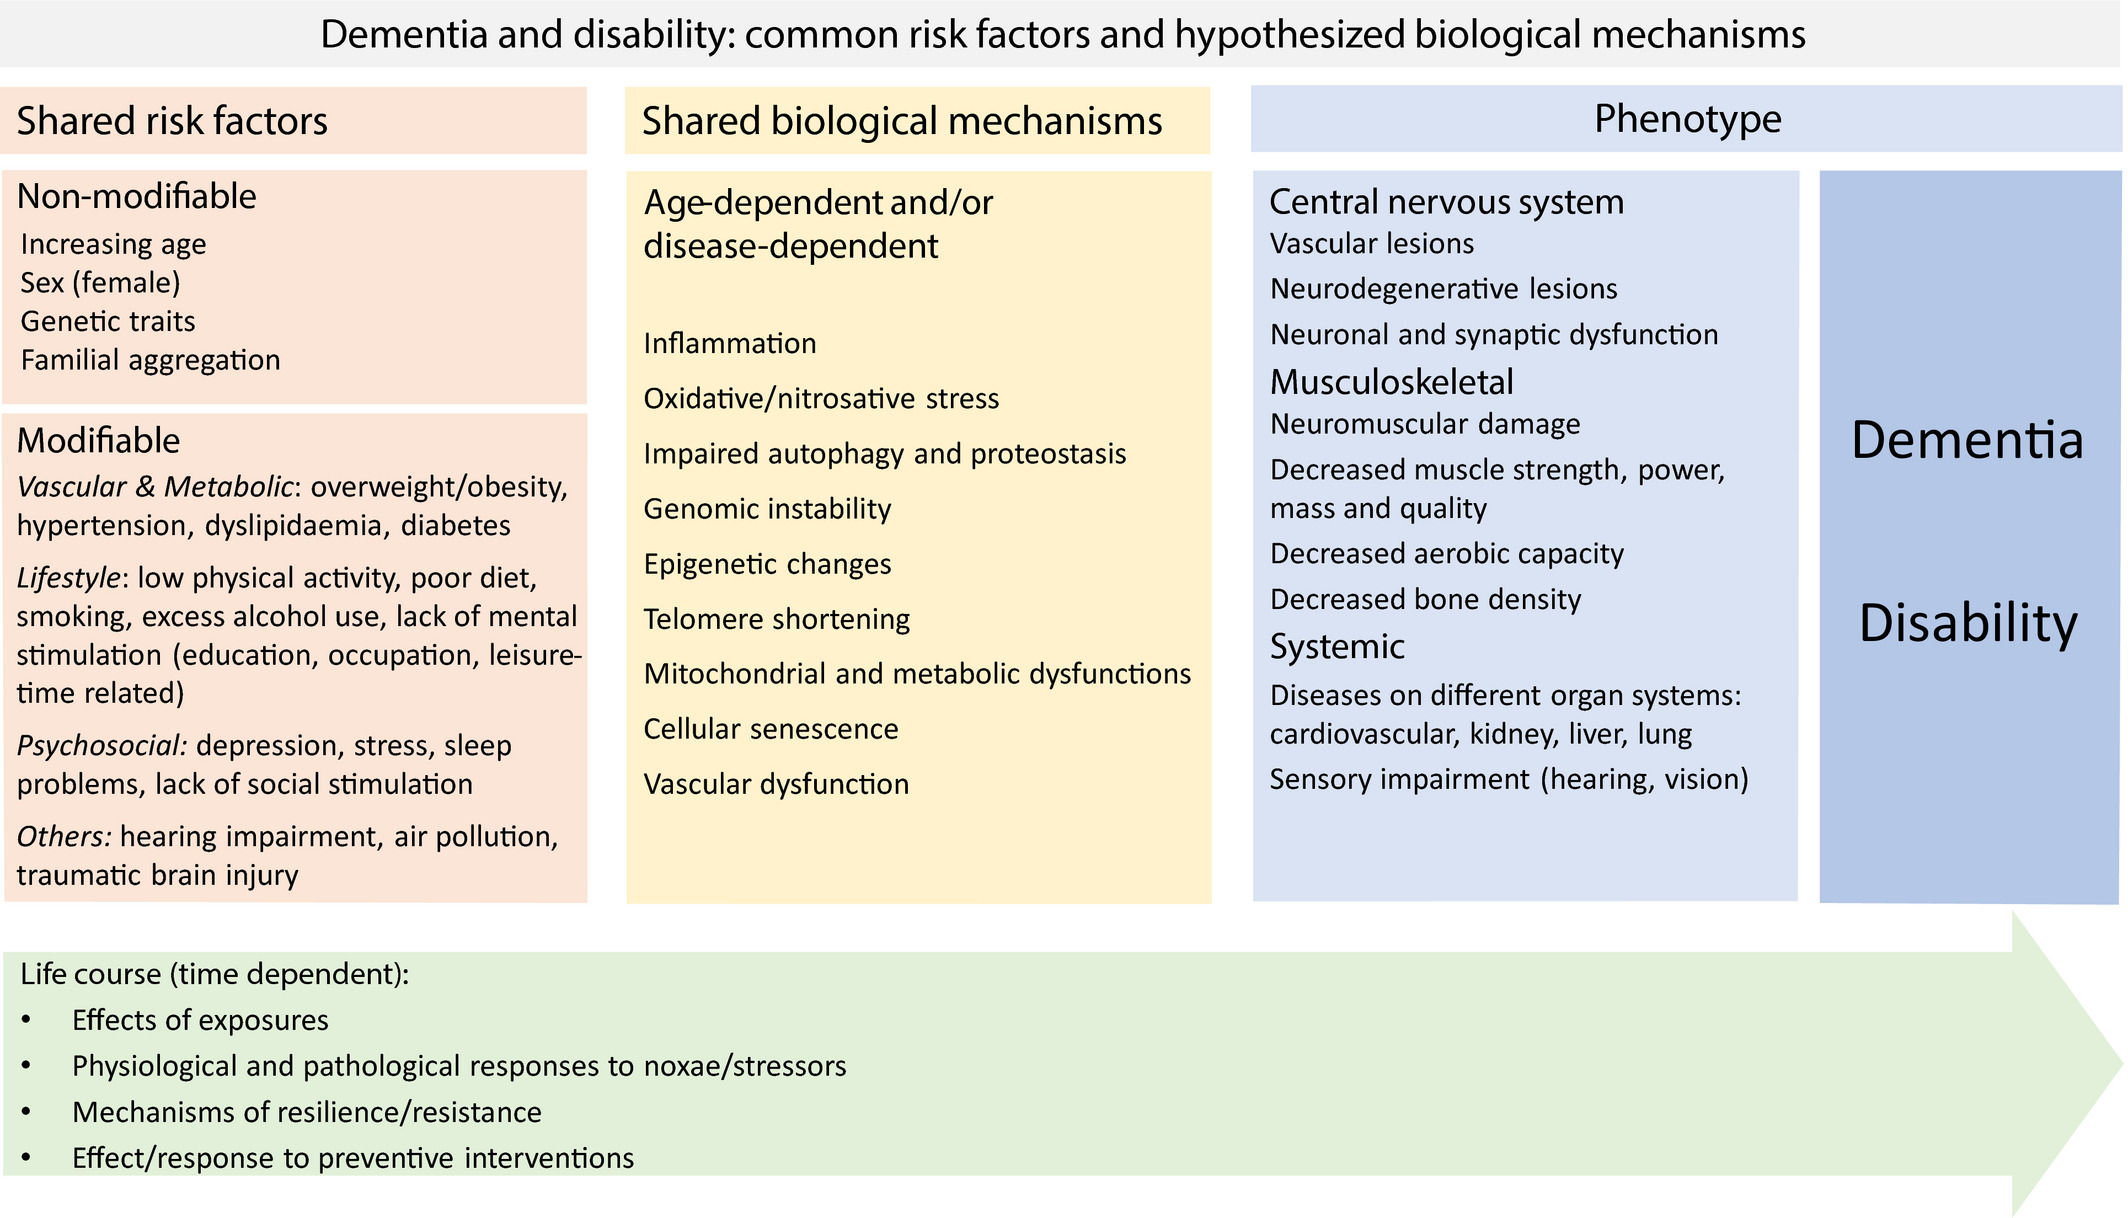 Dementia and disability: common risk factors and hypothesized biological mechanisms
Shared risk factors
Non-modifiable
Increasing age
Sex (female)
Genetic traits
Familial aggregation
Modifiable
Vascular & Metabolic: overweight/obesity,
hypertension, dyslipidaemia, diabetes
Lifestyle: low physical activity, poor diet,
smoking, excess alcohol use, lack of mental
stimulation (education, occupation, leisure-
time related)
Psychosocial: depression, stress, sleep
problems, lack of social stimulation
Others: hearing impairment, air pollution,
traumatic brain injury
Shared biological mechanisms
Age-dependent and/or
disease-dependent
Inflammation
Oxidative/nitrosative stress
Impaired autophagy and proteostasis
Genomic instability
Epigenetic changes
Telomere shortening
Mitochondrial and metabolic dysfunctions
Cellular senescence
Vascular dysfunction
Phenotype
Central nervous system
Vascular lesions
Neurodegenerative lesions
Neuronal and synaptic dysfunction
Musculoskeletal
Neuromuscular damage
Decreased muscle strength, power,
mass and quality
Decreased aerobic capacity
Decreased bone density
Systemic
Diseases on different organ systems:
cardiovascular, kidney, liver, lung
Sensory impairment (hearing, vision)
Dementia
Disability
Life course (time dependent):
• Effects of exposures
• Physiological and pathological responses to noxae/stressors
• Mechanisms of resilience/resistance
• Effect/response to preventive interventions